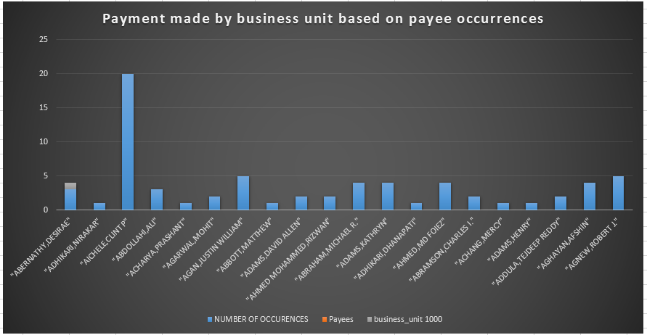 Payment made by business unit based on payee occurrences
25
20
15
10
5
0
"ABERNATHY,DESIRAE"
"ADHIKARI,NIRAKAR"
"AICHELE,CLINT P."
"ABDOLLAHI,ALI"
"ACHARYA,PRASHANT"
"AGARWAL,MOHIT"
"AGAN,JUSTIN WILLIAM"
"ABBOTT,MATTHEW"
"ADAMS,DAVID ALLEN"
"AHMED MOHAMMED,RIZWAN"
"ABRAHAM,MICHAEL R."
"ADAMS,KATHRYN"
"ADHIKARI,DHANAPATI"
"AHMED,MD FOIEZ"
"ABRAMSON,CHARLES I."
"ACHANG,MERCY"
"ADAMS,HENRY"
"ADDULA,TEJDEEP REDDY"
"AGHAYAN,AFSHIN"
"AGNEW,ROBERT J."
NUMBER OF OCCURENCES Payees business_unit 1000